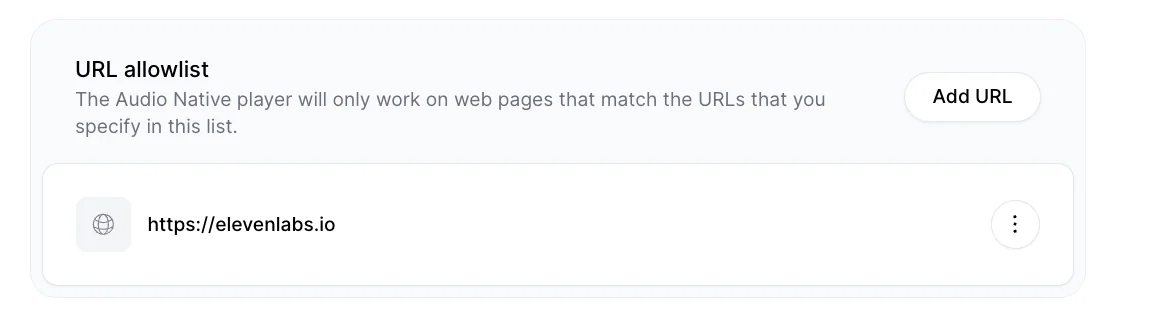 URL allowlist
The Audio Native player will only work on web pages that match the URLs that you
specify in this list.
Add URL
https://elevenlabs.io